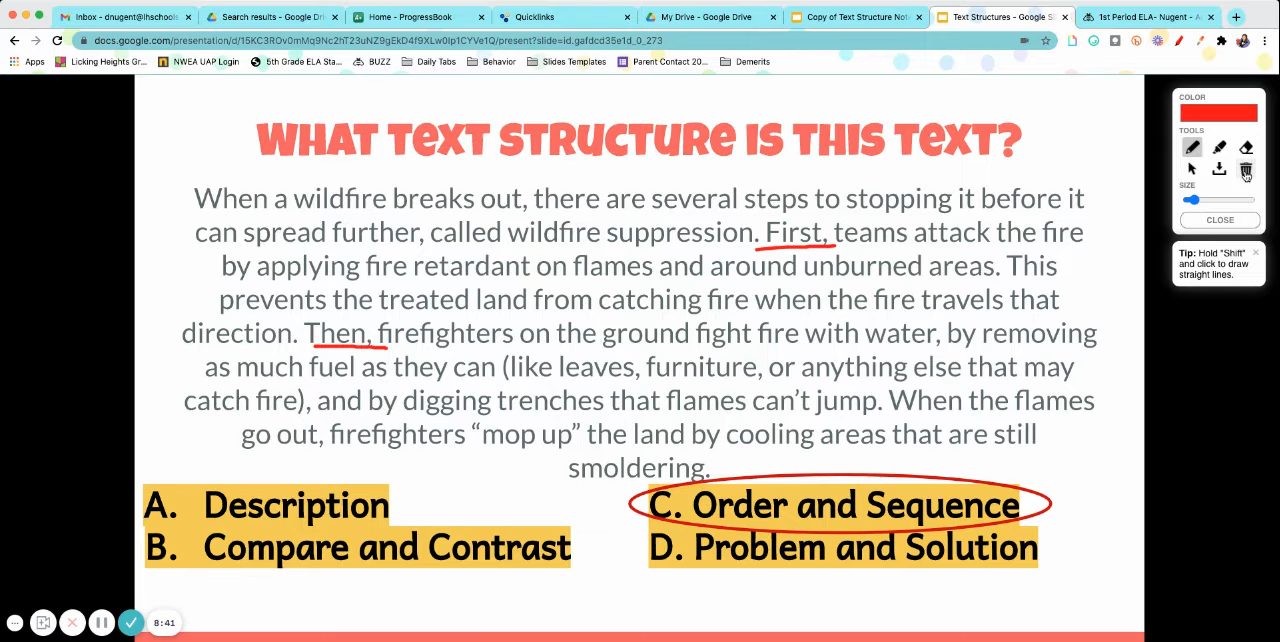 Inbox - dnugent@lhschools
Search results - Google Dri
Home - ProgressBook
Quicklinks
My Drive - Google Drive
Copy of Text Structure Not
Text Structures - Google Sl
1st Period ELA- Nugent - Ac
docs.google.com/presentation/d/15KC3ROv0mMq9Nc2hT23uNZ9gEkD4f9XLw0Ip1CYVe1Q/present?slide=id.gafdcd35e1d_0_273
Apps
Licking Heights Gr...
NWEA UAP Login
5th Grade ELA Sta...
BUZZ
Daily Tabs
Behavior
Slides Templates
Parent Contact 20...
Demerits
WHAT TEXT STRUCTURE IS THIS TEXT?
When a wildfire breaks out, there are several steps to stopping it before it
can spread further, called wildfire suppression. First, teams attack the fire
by applying fire retardant on flames and around unburned areas. This
prevents the treated land from catching fire when the fire travels that
direction. Then, firefighters on the ground fight fire with water, by removing
as much fuel as they can (like leaves, furniture, or anything else that may
catch fire), and by digging trenches that flames can’t jump. When the flames
go out, firefighters “mop up” the land by cooling areas that are still
smoldering.
A. Description
B. Compare and Contrast
C. Order and Sequence
D. Problem and Solution
COLOR
TOOLS
SIZE
CLOSE
Tip: Hold "Shift"
and click to draw
straight lines.
8:41